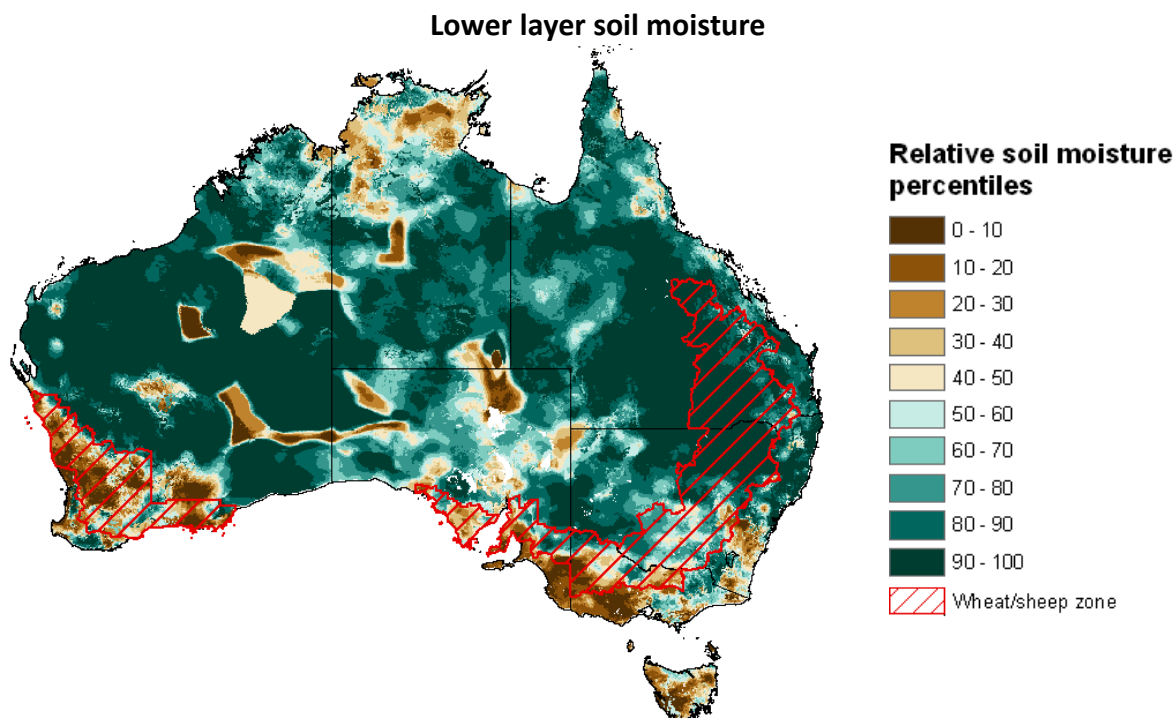 Lower layer soil moisture
Relative soil moisture
percentiles
0 - 10
10 - 20
20 - 30
30 - 40
40 - 50
50 - 60
60 - 70
70 - 80
80 - 90
90 - 100
Wheat/sheep zone